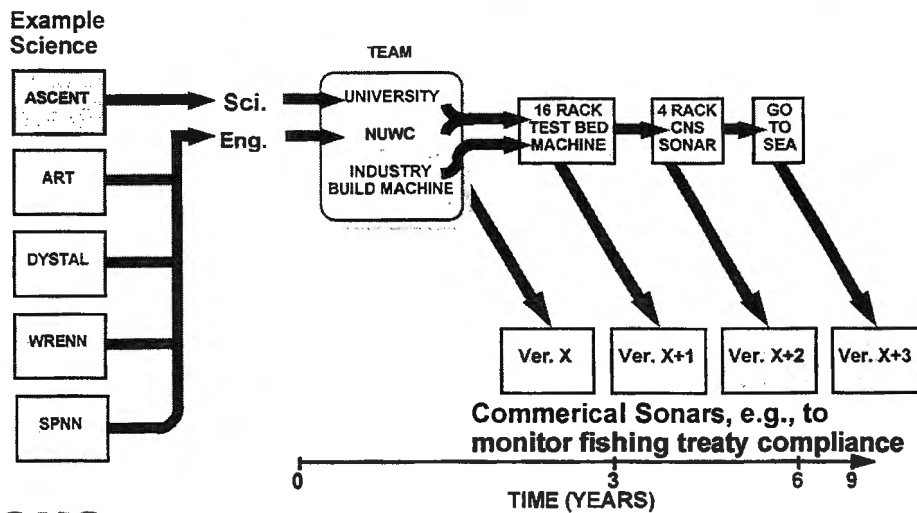 Example
Science
ASCENT
ART
DYSTAL
WRENN
SPNN
Sci.
Eng.
TEAM
UNIVERSITY
NUWC
INDUSTRY
BUILD MACHINE
16 RACK
TEST BED
MACHINE
4 RACK
CNS
SONAR
GO
TO
SEA
Ver. X
Ver. X+1
Ver. X+2
Ver. X+3
Commerical Sonars, e.g., to
monitor fishing treaty compliance
0 3 6 9
TIME (YEARS)